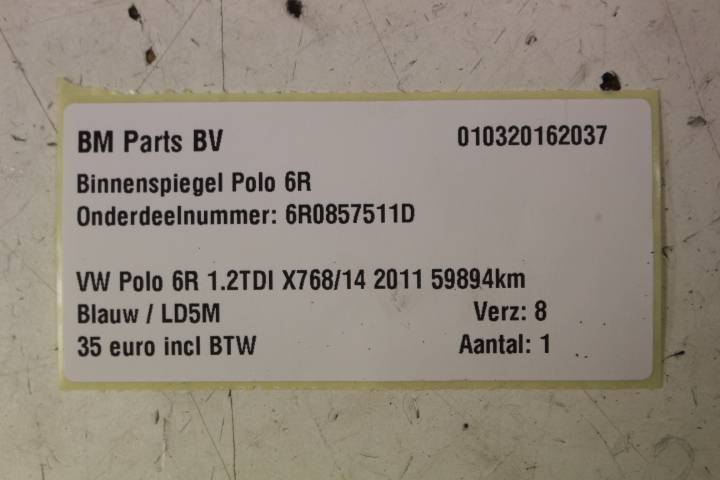 BM Parts BV 010320162037
Binnenspiegel Polo 6R
Onderdeelnummer: 6R0857511D
VW Polo 6R 1.2TDI X768/14 2011 59894km
Blauw / LD5M Verz: 8
35 euro incl BTW Aantal: 1